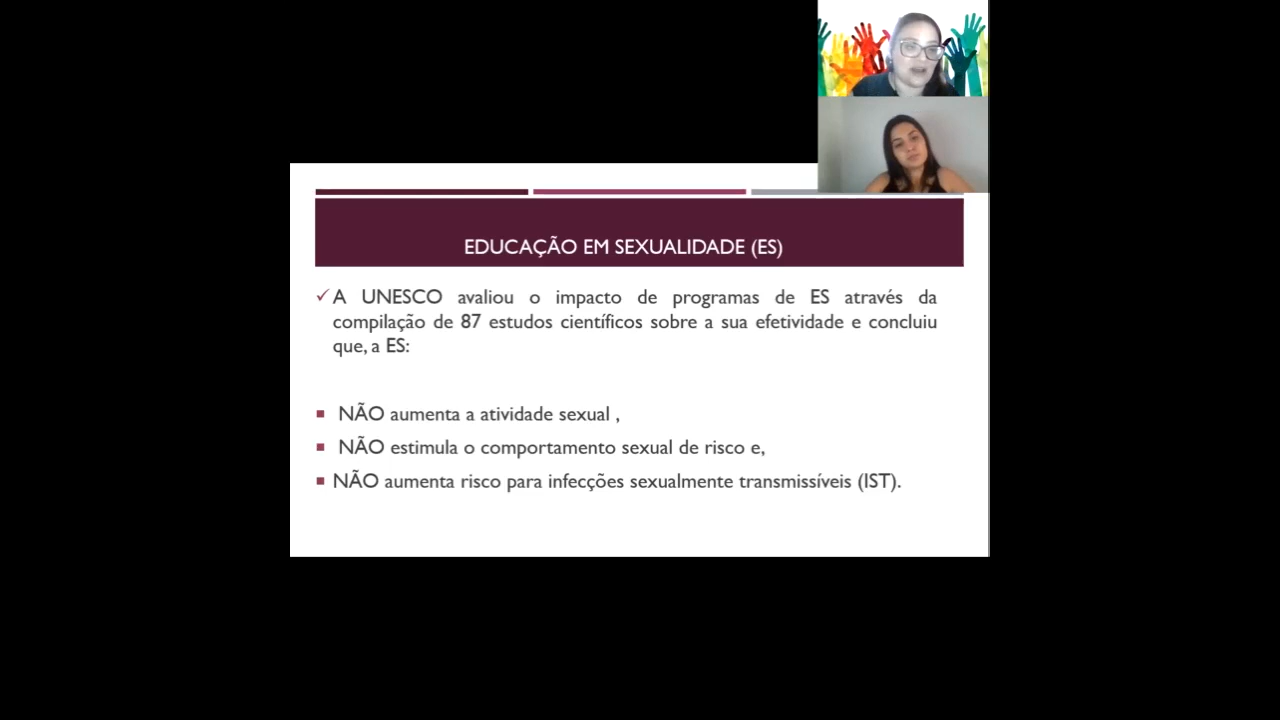 EDUCAÇÃO EM SEXUALIDADE (ES)
✓A UNESCO avaliou o impacto de programas de ES através da
compilação de 87 estudos científicos sobre a sua efetividade e concluiu
que, a ES:
▪ NÃO aumenta a atividade sexual ,
▪ NÃO estimula o comportamento sexual de risco e,
▪ NÃO aumenta risco para infecções sexualmente transmissíveis (IST).